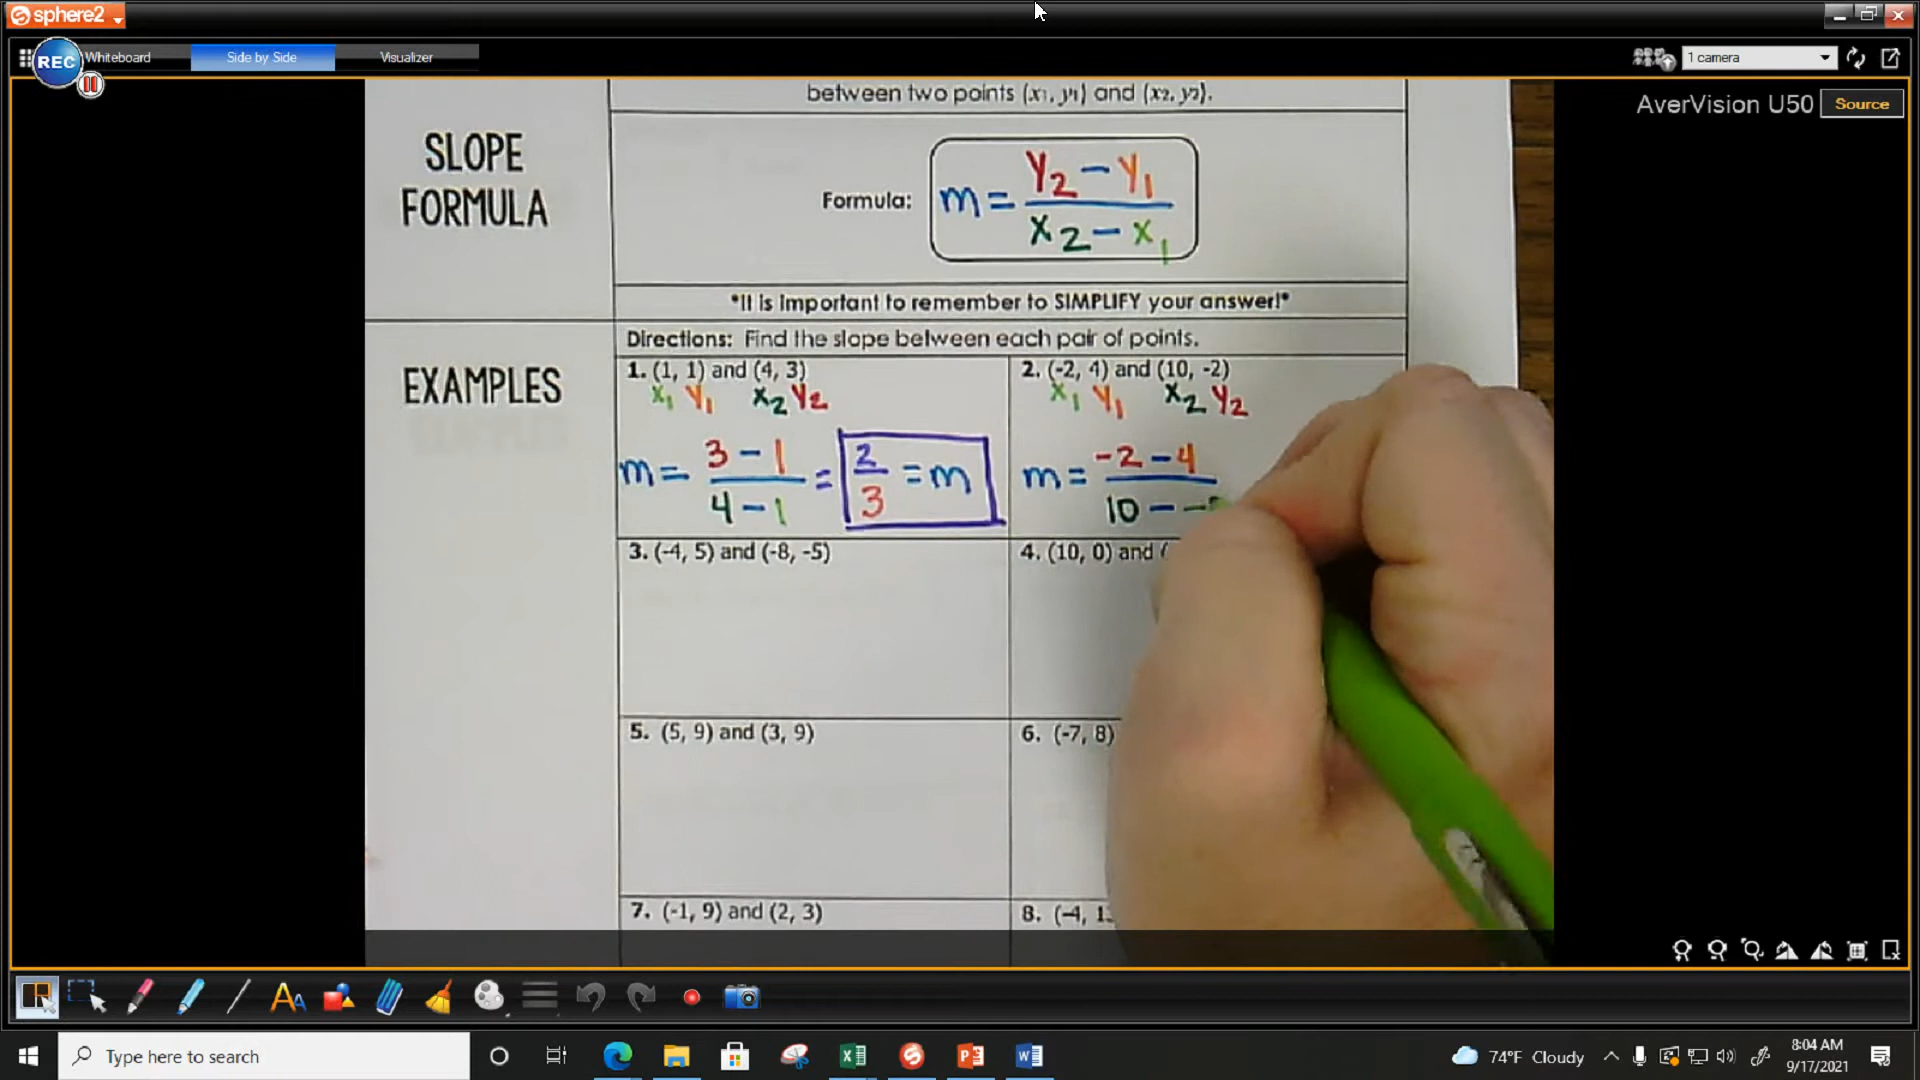 sphere2
REC
Whiteboard
Side by Side
Visualizer
1 camera
AverVision U50
Source
between two points (x₁, y₁) and (x₂, y₂).
SLOPE
FORMULA
Formula:
m = y₂ - y₁
x₂ - x₁
*It is important to remember to SIMPLIFY your answer!*
Directions: Find the slope between each pair of points.
EXAMPLES
1. (1, 1) and (4, 3)
x₁ y₁ x₂ y₂
m = 3 - 1 = 2 = m
4 - 1 3
2. (-2, 4) and (10, -2)
x₁ y₁ x₂ y₂
m = -2 - 4
10 - -
3. (-4, 5) and (-8, -5)
4. (10, 0) and (
5. (5, 9) and (3, 9)
6. (-7, 8)
7. (-1, 9) and (2, 3)
8. (-4, 1
Type here to search
74°F Cloudy
8:04 AM
9/17/2021